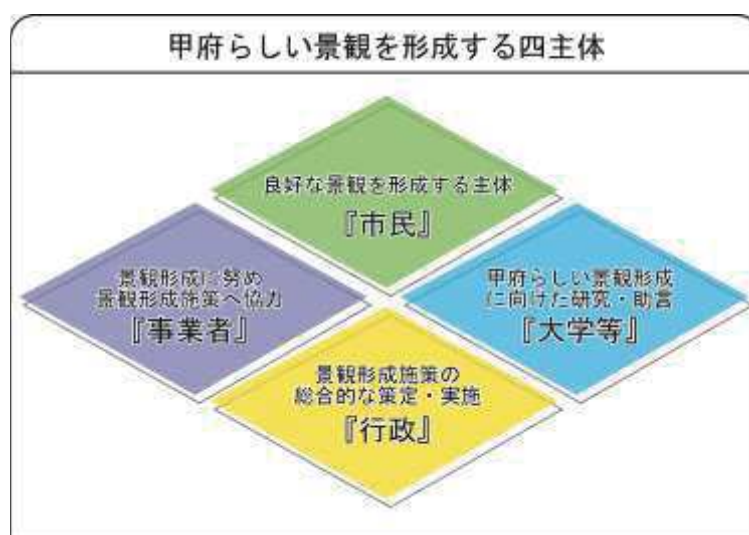 甲府らしい景観を形成する四主体
良好な景観を形成する主体
『市民』
景観形成に努め
景観形成施策へ協力
『事業者』
甲府らしい景観形成
に向けた研究・助言
『大学等』
景観形成施策の
総合的な策定・実施
『行政』